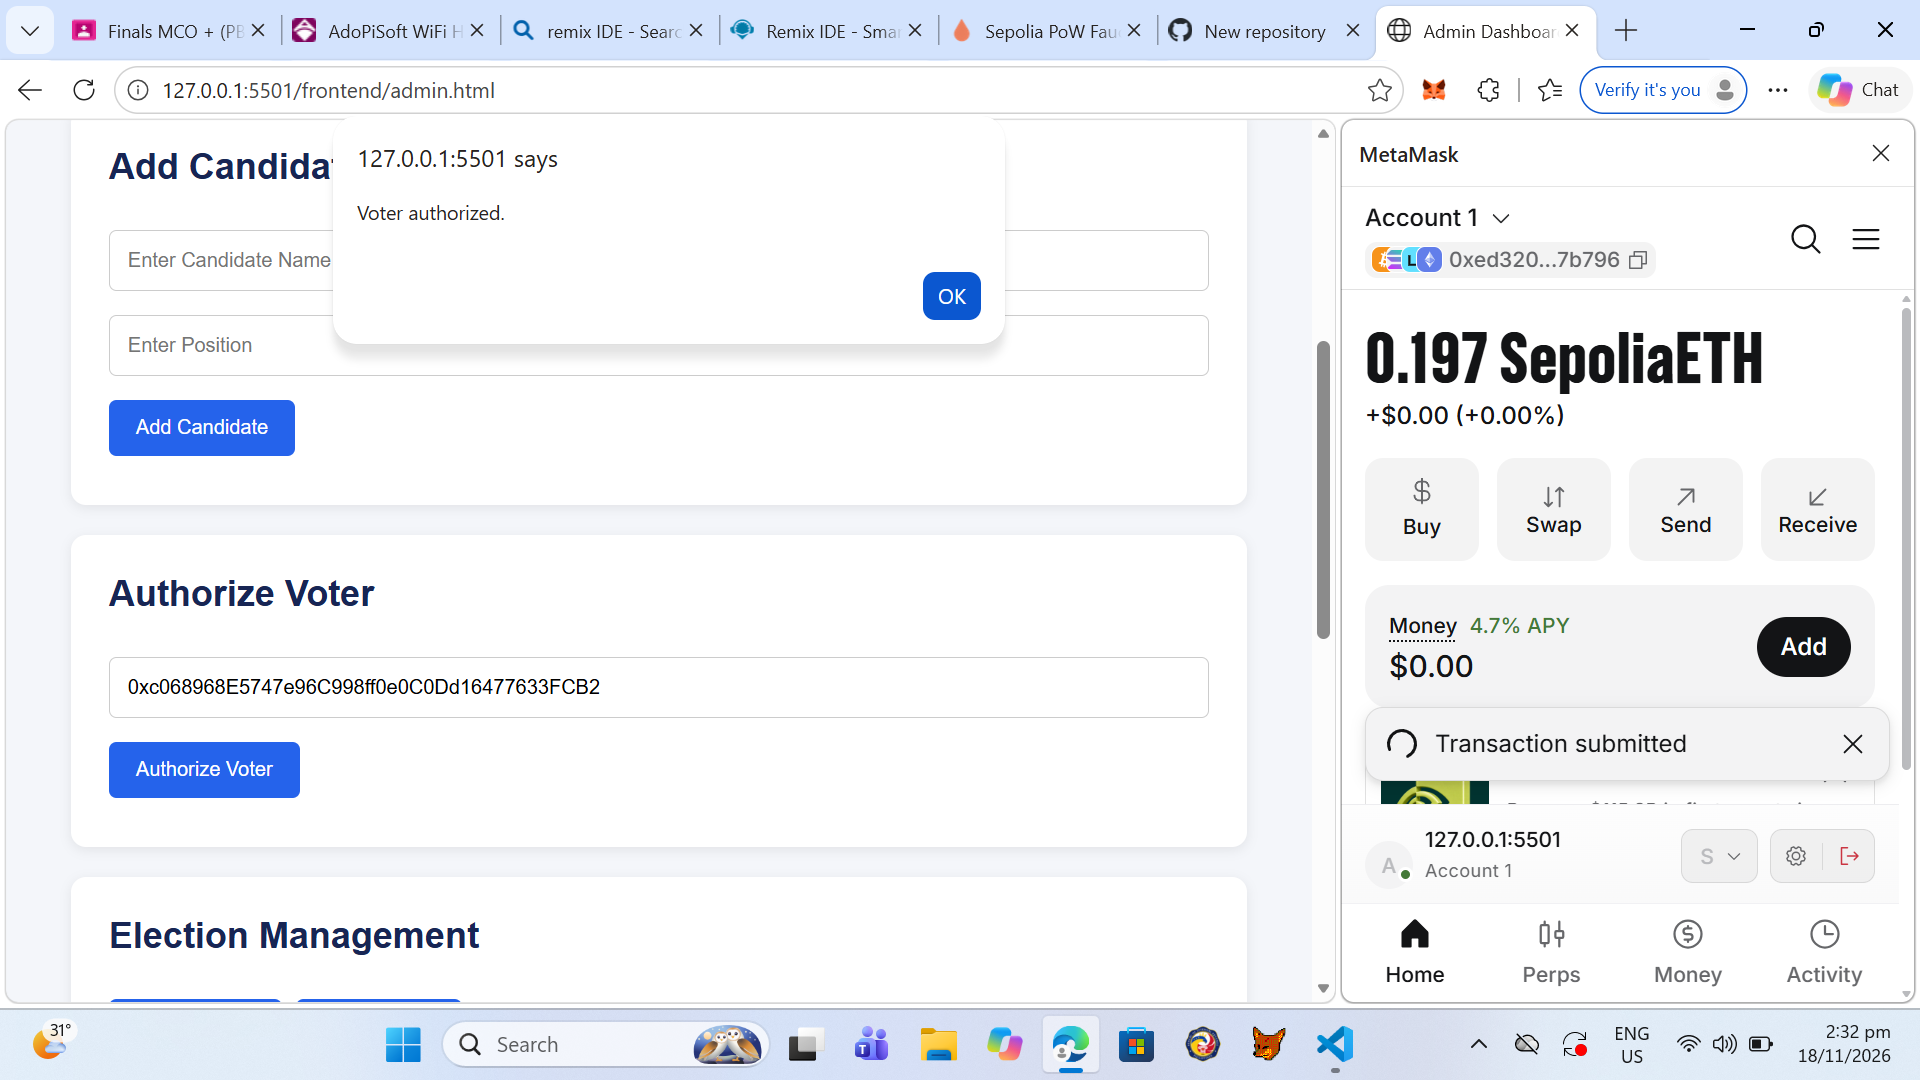 Finals MCO + (PB
AdoPiSoft WiFi H
remix IDE - Searc
Remix IDE - Smar
Sepolia PoW Fau
New repository
Admin Dashboar
127.0.0.1:5501/frontend/admin.html
Verify it's you
Chat
Add Candidat
127.0.0.1:5501 says
Voter authorized.
OK
Enter Candidate Name
Enter Position
Add Candidate
Authorize Voter
0xc068968E5747e96C998ff0e0C0Dd16477633FCB2
Authorize Voter
Election Management
MetaMask
Account 1
0xed320...7b796
0.197 SepoliaETH
+$0.00 (+0.00%)
Buy
Swap
Send
Receive
Money 4.7% APY
$0.00
Add
Transaction submitted
A
127.0.0.1:5501
Account 1
S
Home
Perps
Money
Activity
31°
Search
ENG
US
2:32 pm
18/11/2026